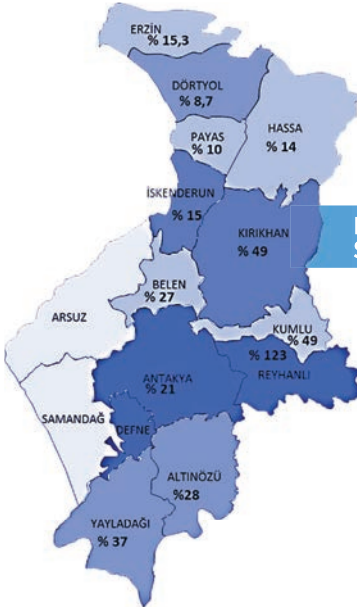 ERZİN
% 15,3
DÖRTYOL
% 8,7
PAYAS
% 10
HASSA
% 14
İSKENDERUN
% 15
KIRIKHAN
% 49
BELEN
% 27
ARSUZ
KUMLU
% 49
% 123
REYHANLI
ANTAKYA
% 21
SAMANDAĞ
DEFNE
ALTINÖZÜ
%28
YAYLADAĞI
% 37